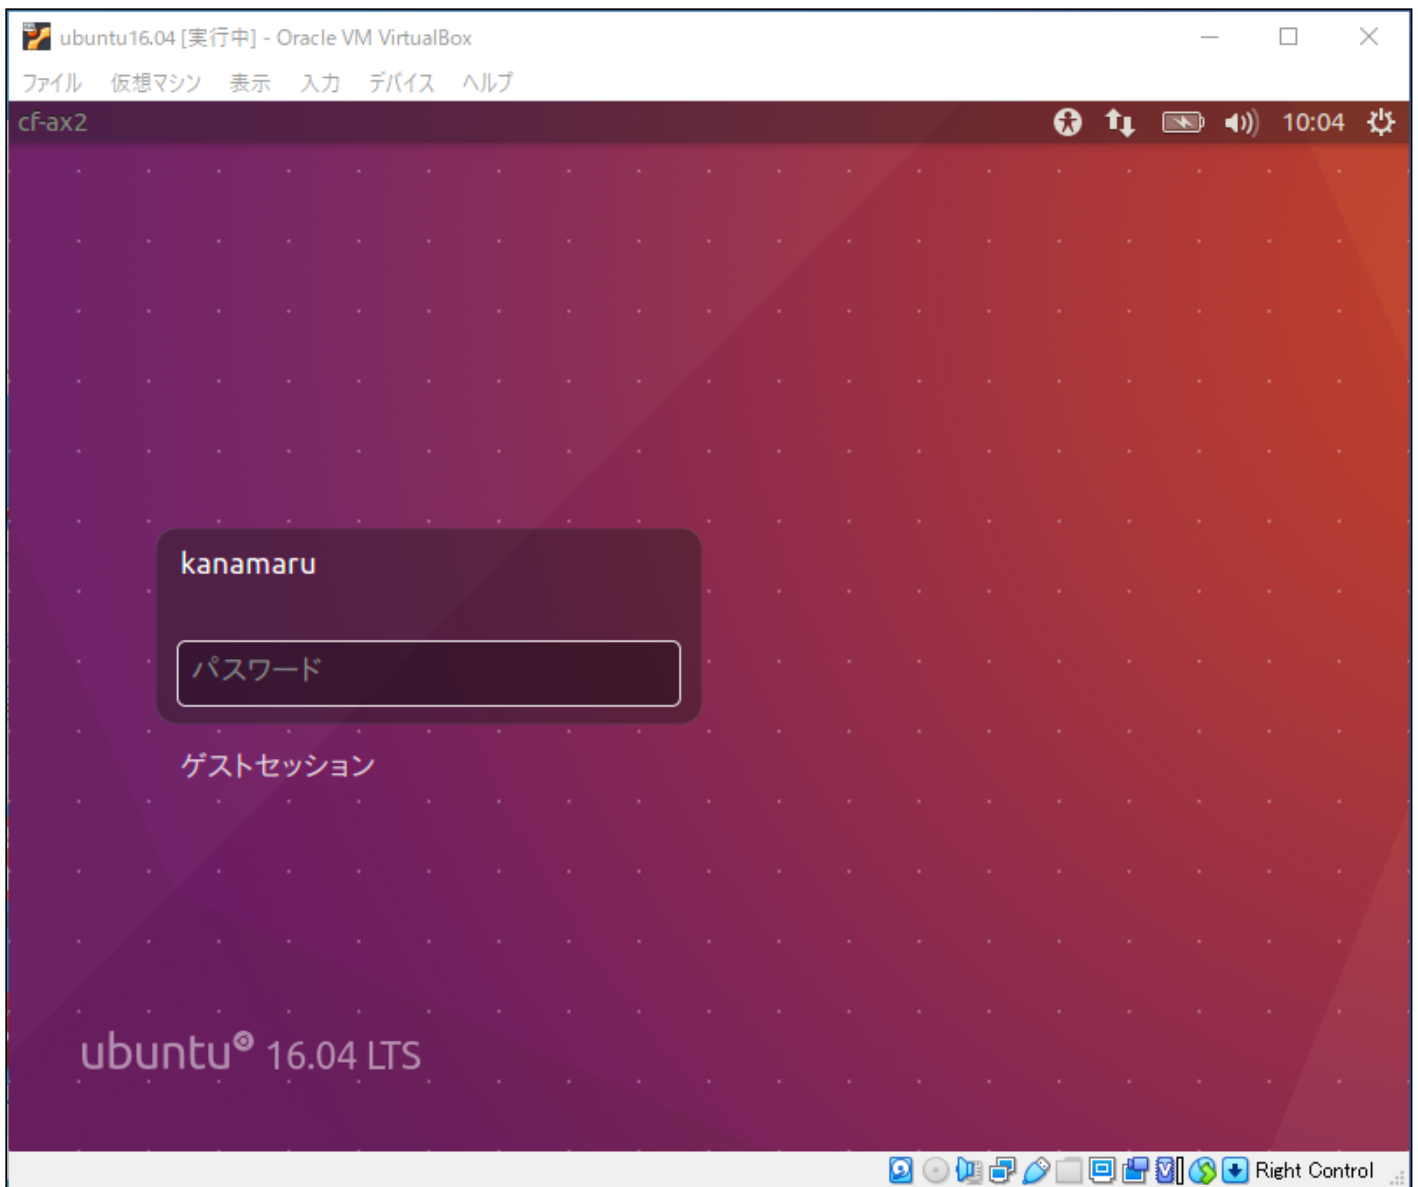 ubuntu16.04 [実行中] - Oracle VM VirtualBox
ファイル 仮想マシン 表示 入力 デバイス ヘルプ
cf-ax2 10:04
kanamaru
パスワード
ゲストセッション
ubuntu 16.04 LTS
Right Control